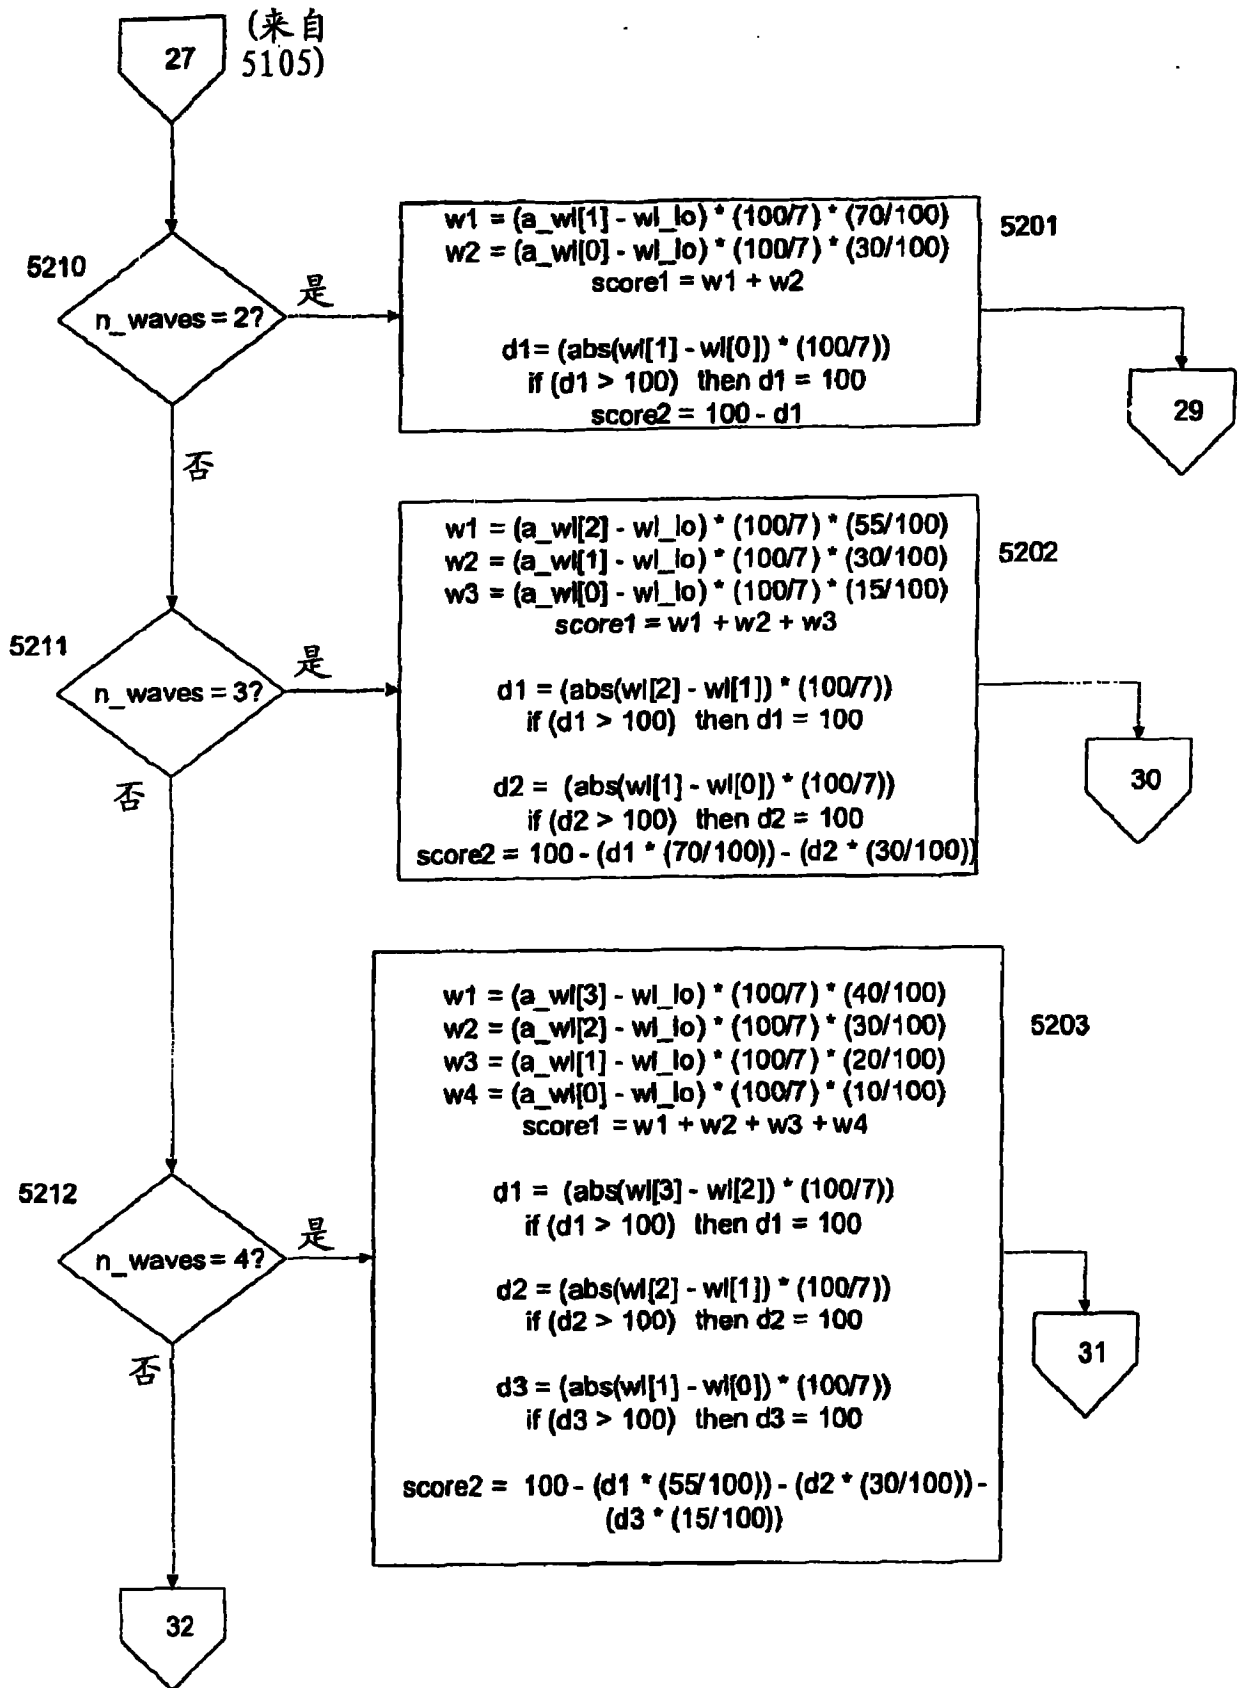 27
(来自
5105)
5210
n_waves = 2?
是
否
w1 = (a_wl[1] - wl_lo) * (100/7) * (70/100)
w2 = (a_wl[0] - wl_lo) * (100/7) * (30/100)
score1 = w1 + w2
d1= (abs(wl[1] - wl[0]) * (100/7))
if (d1 > 100) then d1 = 100
score2 = 100 - d1
5201
29
5211
n_waves = 3?
是
否
w1 = (a_wl[2] - wl_lo) * (100/7) * (55/100)
w2 = (a_wl[1] - wl_lo) * (100/7) * (30/100)
w3 = (a_wl[0] - wl_lo) * (100/7) * (15/100)
score1 = w1 + w2 + w3
d1 = (abs(wl[2] - wl[1]) * (100/7))
if (d1 > 100) then d1 = 100
d2 = (abs(wl[1] - wl[0]) * (100/7))
if (d2 > 100) then d2 = 100
score2 = 100 - (d1 * (70/100)) - (d2 * (30/100))
5202
30
5212
n_waves = 4?
是
否
w1 = (a_wl[3] - wl_lo) * (100/7) * (40/100)
w2 = (a_wl[2] - wl_lo) * (100/7) * (30/100)
w3 = (a_wl[1] - wl_lo) * (100/7) * (20/100)
w4 = (a_wl[0] - wl_lo) * (100/7) * (10/100)
score1 = w1 + w2 + w3 + w4
d1 = (abs(wl[3] - wl[2]) * (100/7))
if (d1 > 100) then d1 = 100
d2 = (abs(wl[2] - wl[1]) * (100/7))
if (d2 > 100) then d2 = 100
d3 = (abs(wl[1] - wl[0]) * (100/7))
if (d3 > 100) then d3 = 100
score2 = 100 - (d1 * (55/100)) - (d2 * (30/100)) -
(d3 * (15/100))
5203
31
32